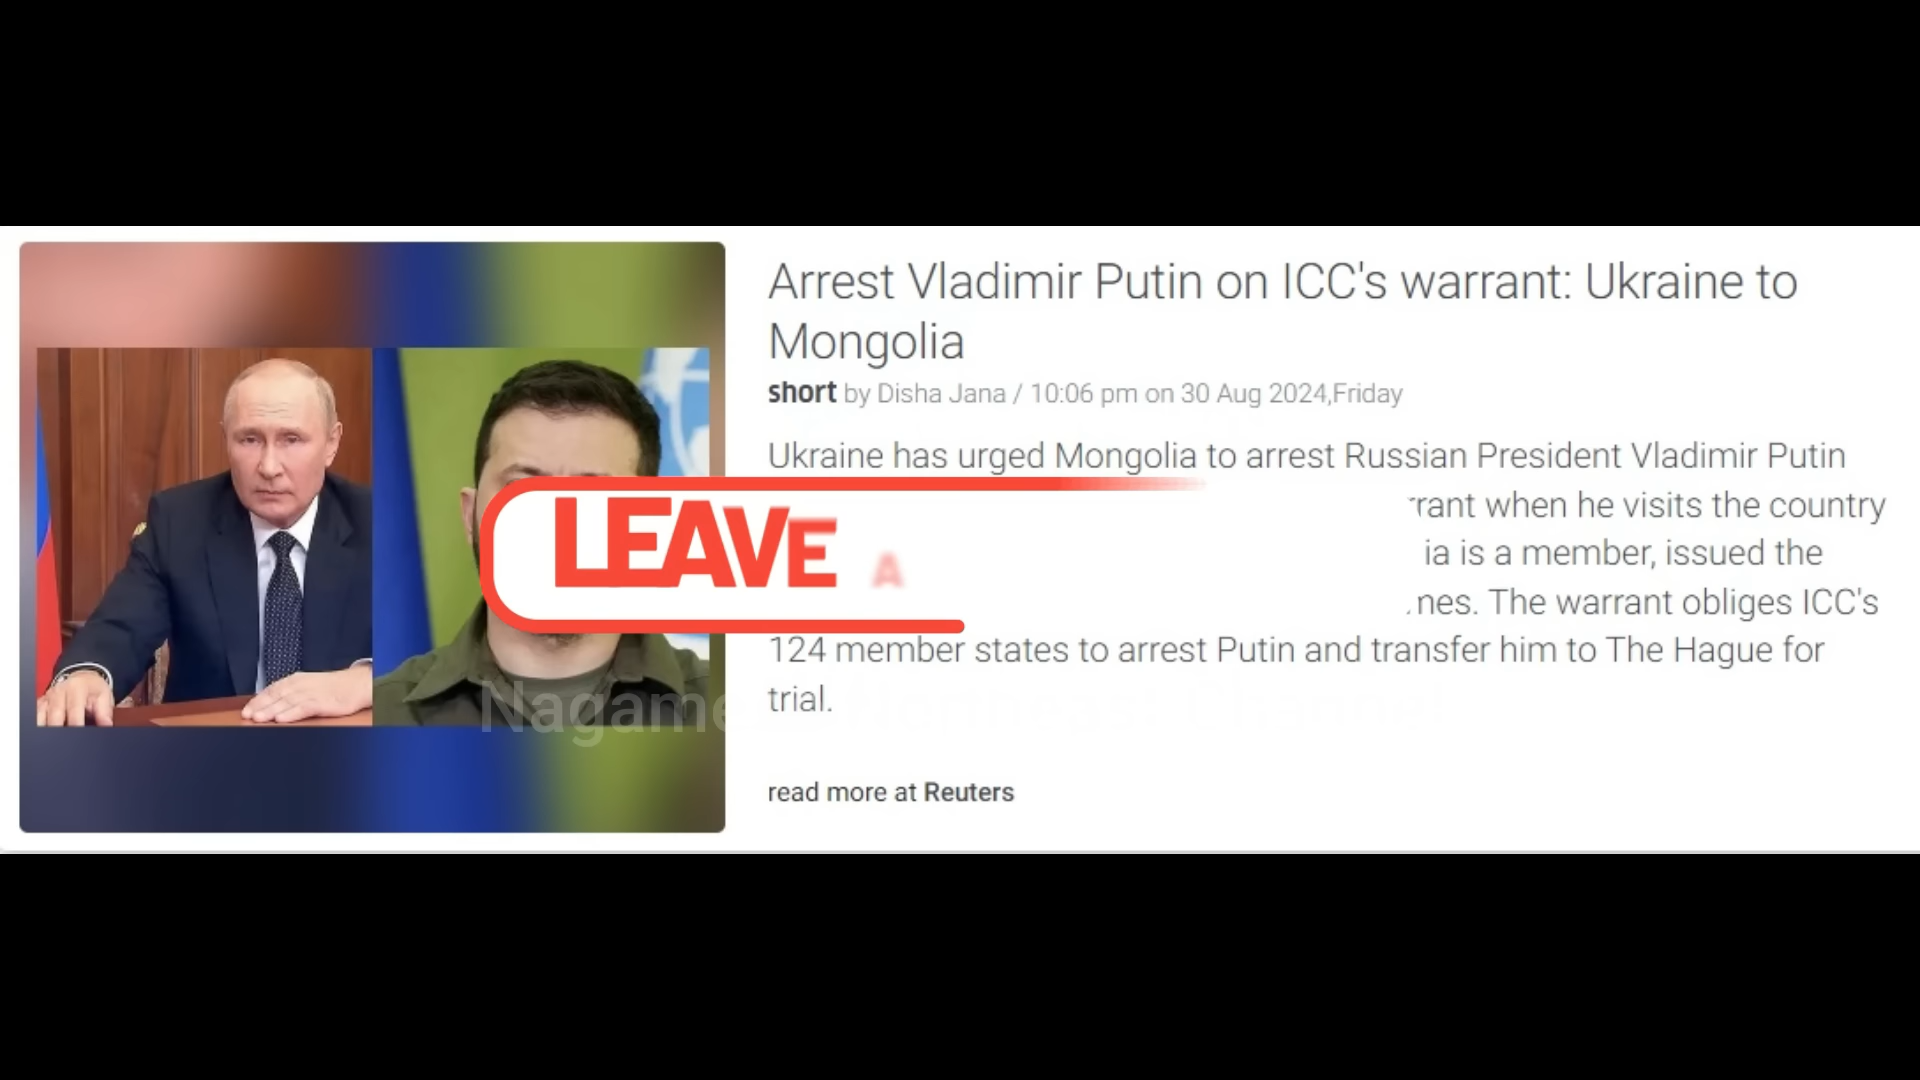 Arrest Vladimir Putin on ICC's warrant: Ukraine to
Mongolia
short by Disha Jana / 10:06 pm on 30 Aug 2024,Friday
Ukraine has urged Mongolia to arrest Russian President Vladimir Putin
when he visits the country
is a member, issued the
The warrant obliges ICC's
124 member states to arrest Putin and transfer him to The Hague for
trial.
read more at Reuters
LEAVE A